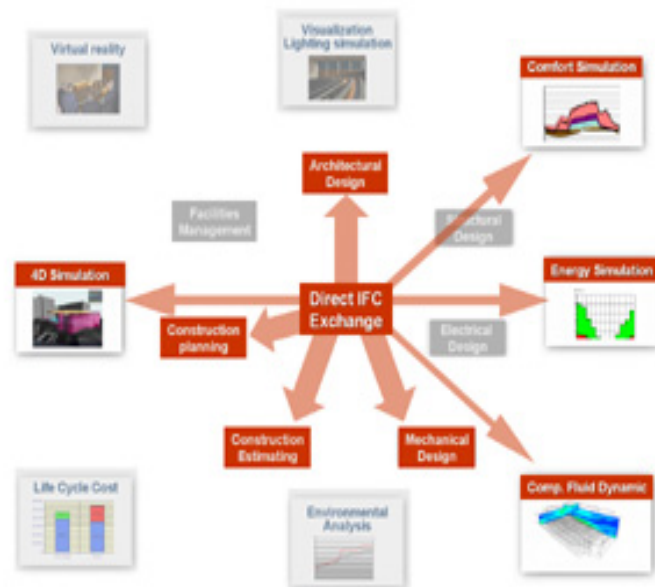 Visualization
Lighting simulation
Virtual reality
Comfort Simulation
Architectural
Design
Facilities
Management
Structural
Design
4D Simulation
Direct IFC
Exchange
Energy Simulation
Construction
planning
Electrical
Design
Construction
Estimating
Mechanical
Design
Life Cycle Cost
Environmental
Analysis
Comp. Fluid Dynamic